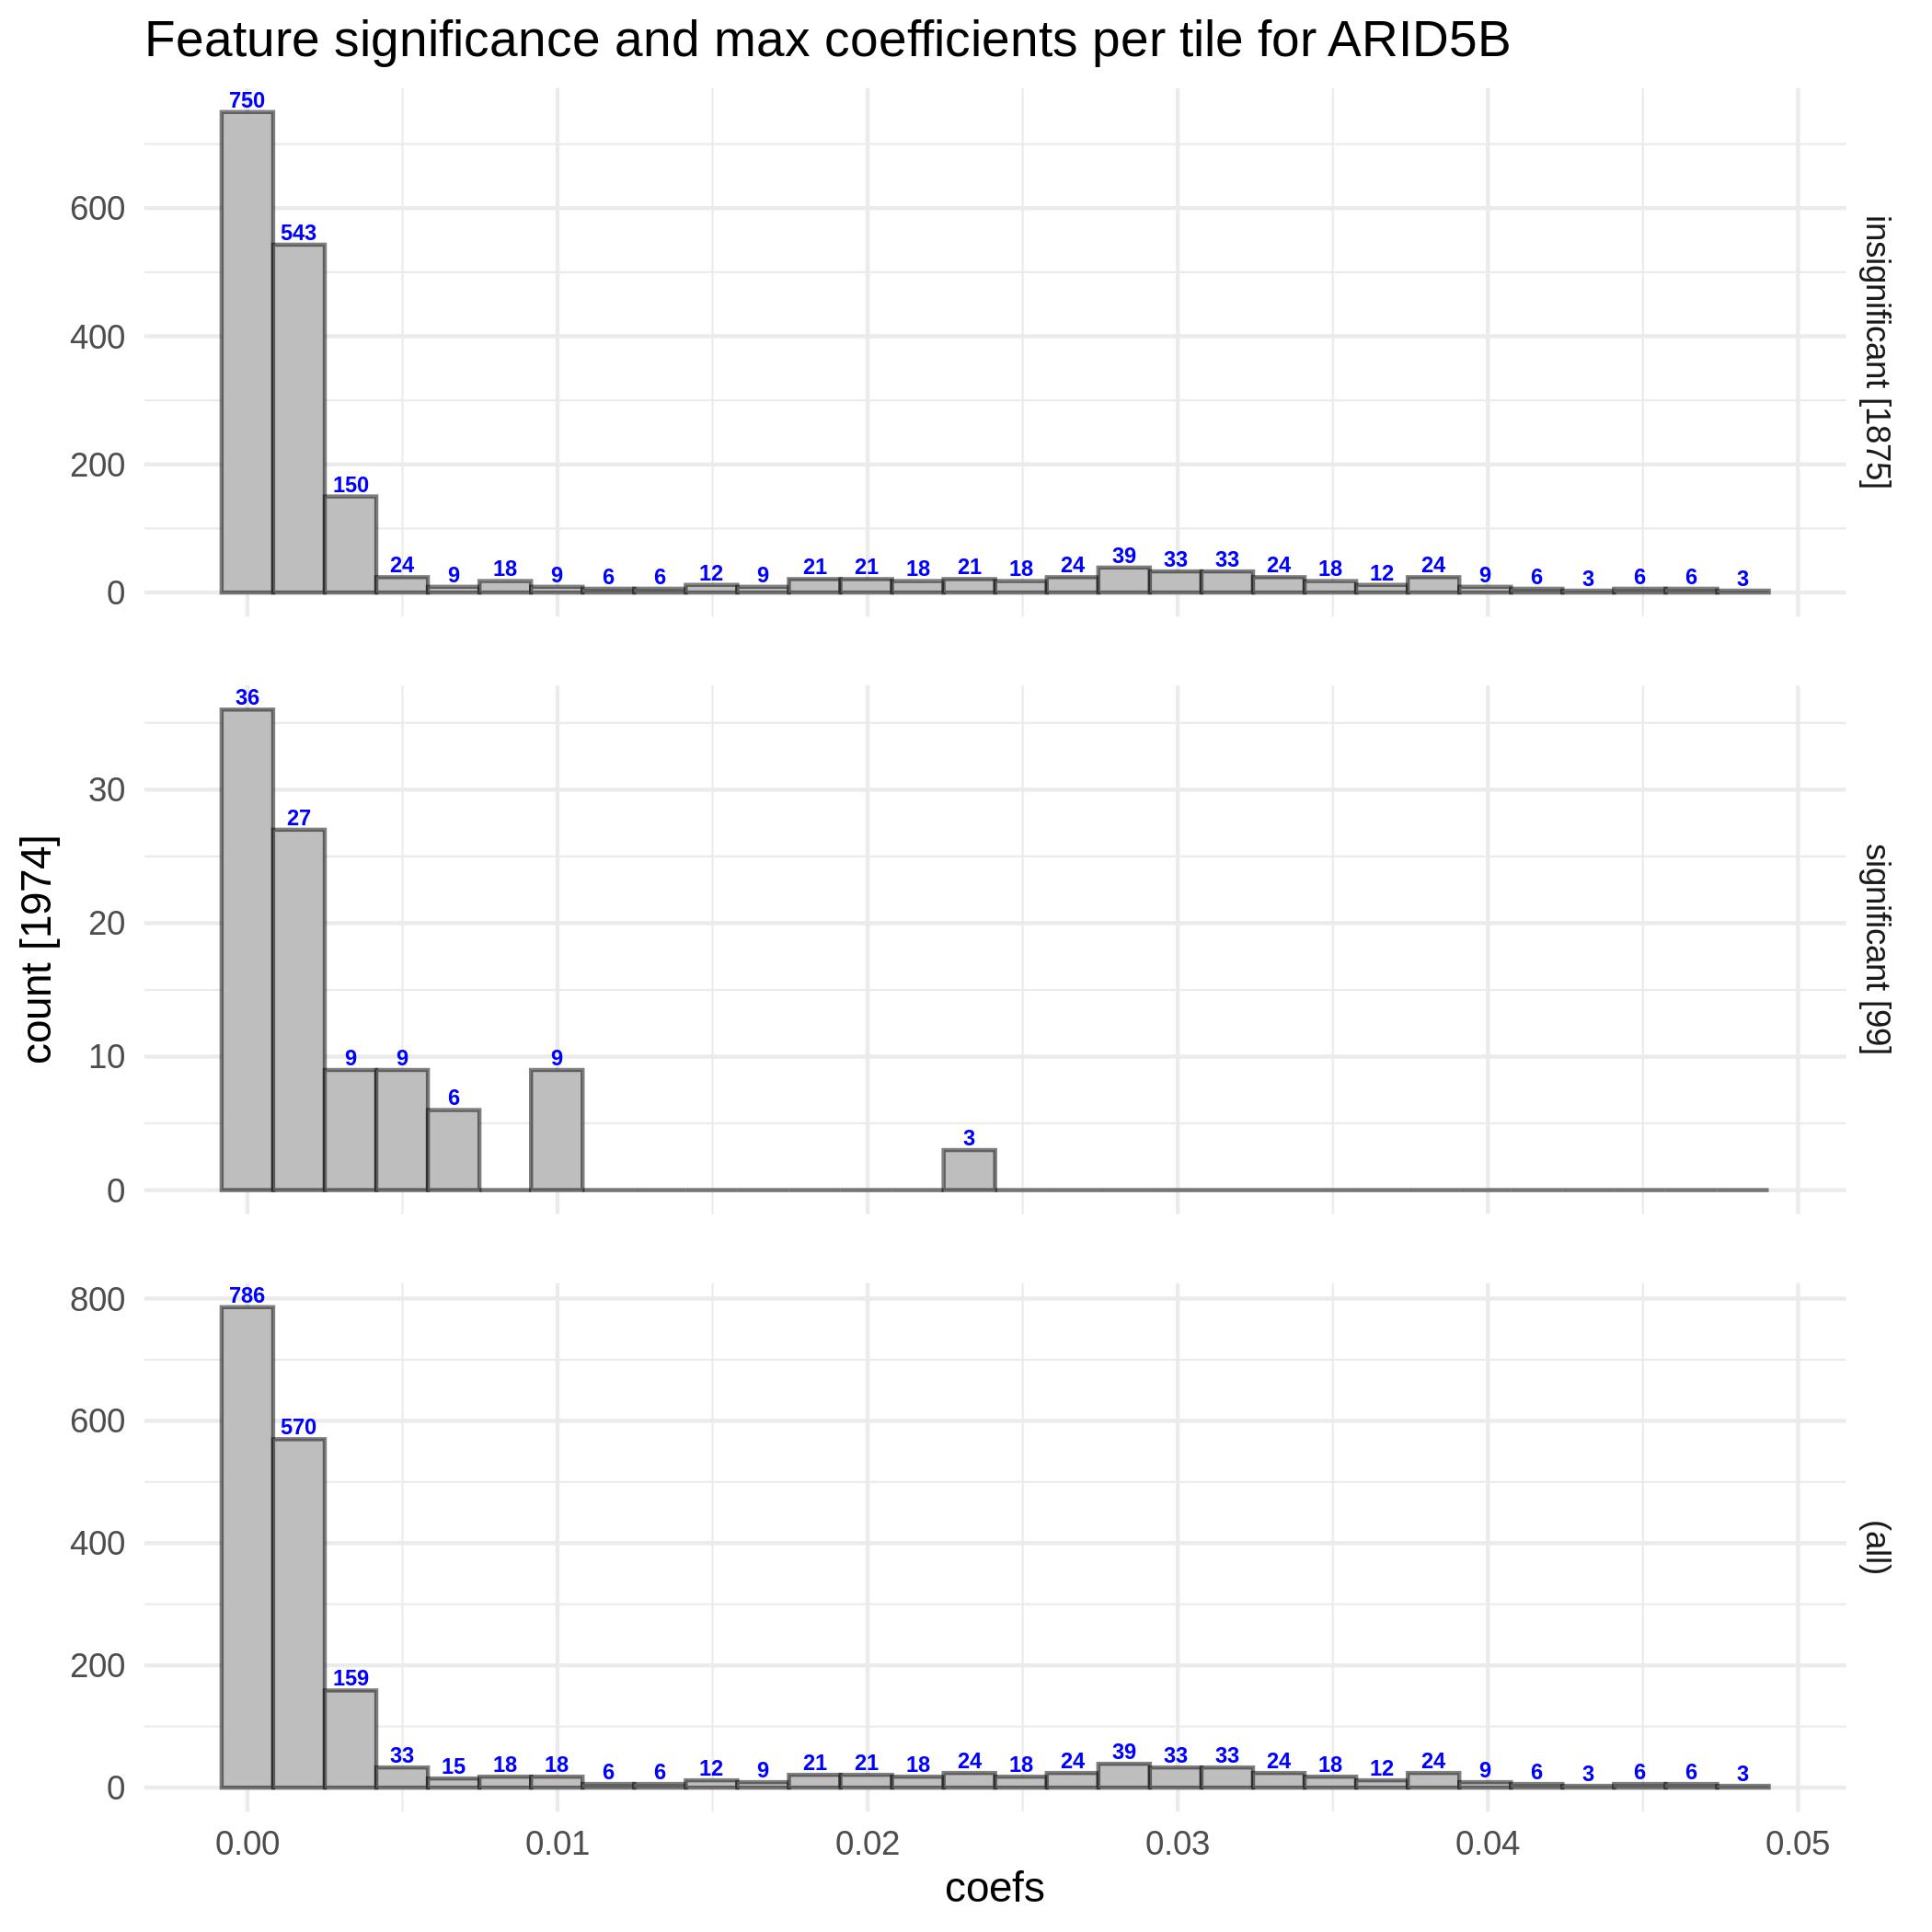 Feature significance and max coefficients per tile for ARID5B
count [1974]
750
543
150
24 9 18 9 6 6 12 9 21 21 18 21 18 24 39 33 33 24 18 12 24 9 6 3 6 6 3
600
400
200
0
insignificant [1875]
36
27
9 9 6 9 3
30
20
10
0
significant [99]
786
570
159
33 15 18 18 6 6 12 9 21 21 18 24 18 24 39 33 33 24 18 12 24 9 6 3 6 6 3
800
600
400
200
0
(all)
0.00 0.01 0.02 0.03 0.04 0.05
coefs